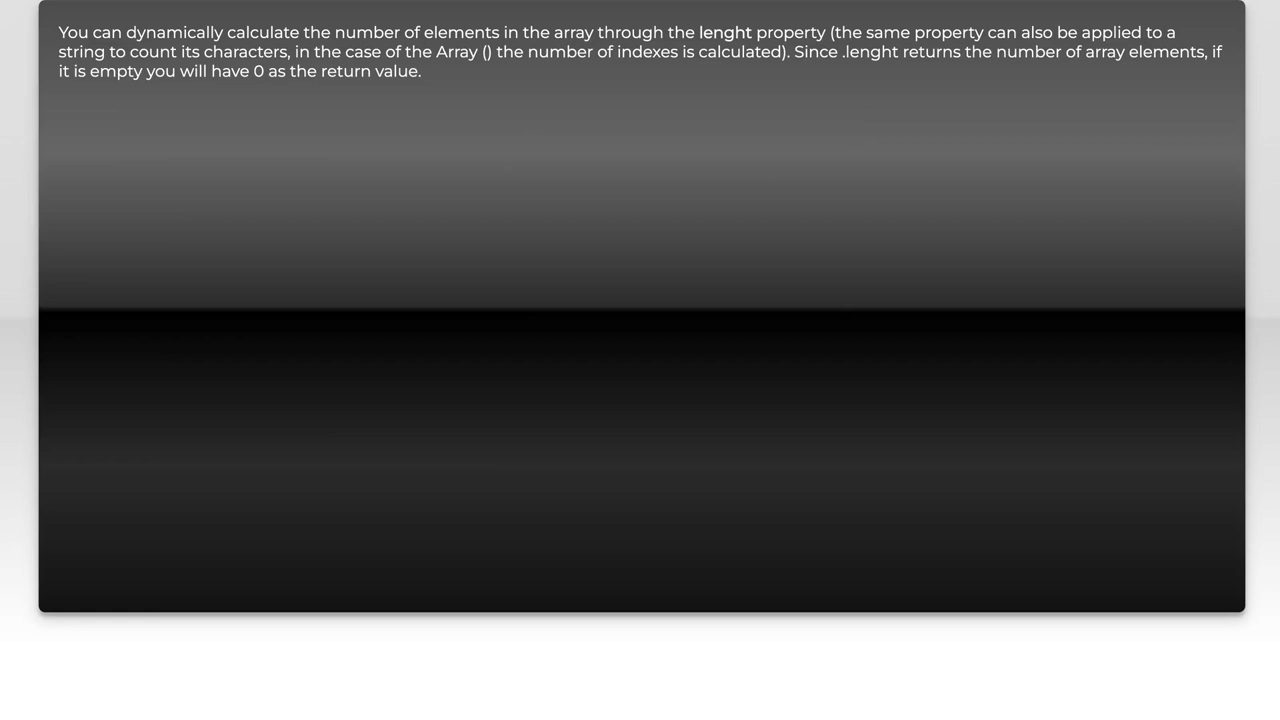 You can dynamically calculate the number of elements in the array through the lenght property (the same property can also be applied to a
string to count its characters, in the case of the Array () the number of indexes is calculated). Since .lenght returns the number of array elements, if
it is empty you will have 0 as the return value.